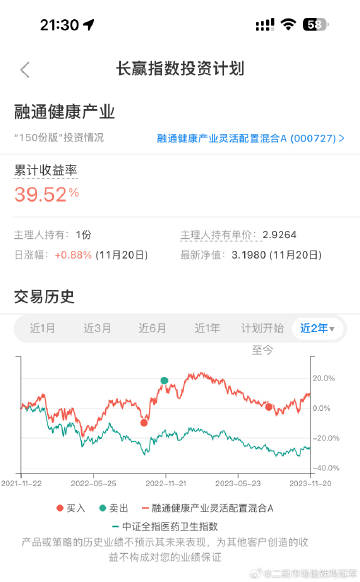 21:30
58
长赢指数投资计划
融通健康产业
"150份版"投资情况
融通健康产业灵活配置混合A (000727)
累计收益率
39.52%
主理人持有: 1份
主理人持有单价: 2.9264
日涨幅: +0.88% (11月20日)
最新净值: 3.1980 (11月20日)
交易历史
近1月 近3月 近6月 近1年 计划开始至今 近2年
20.0%
0.0%
-20.0%
-40.0%
2021-11-22 2022-05-25 2022-11-21 2023-05-23 2023-11-20
买入 卖出 融通健康产业灵活配置混合A
中证全指医药卫生指数
产品或策略的历史业绩不预示其未来表现，为其他客户创造的收
益不构成对您的业绩保证